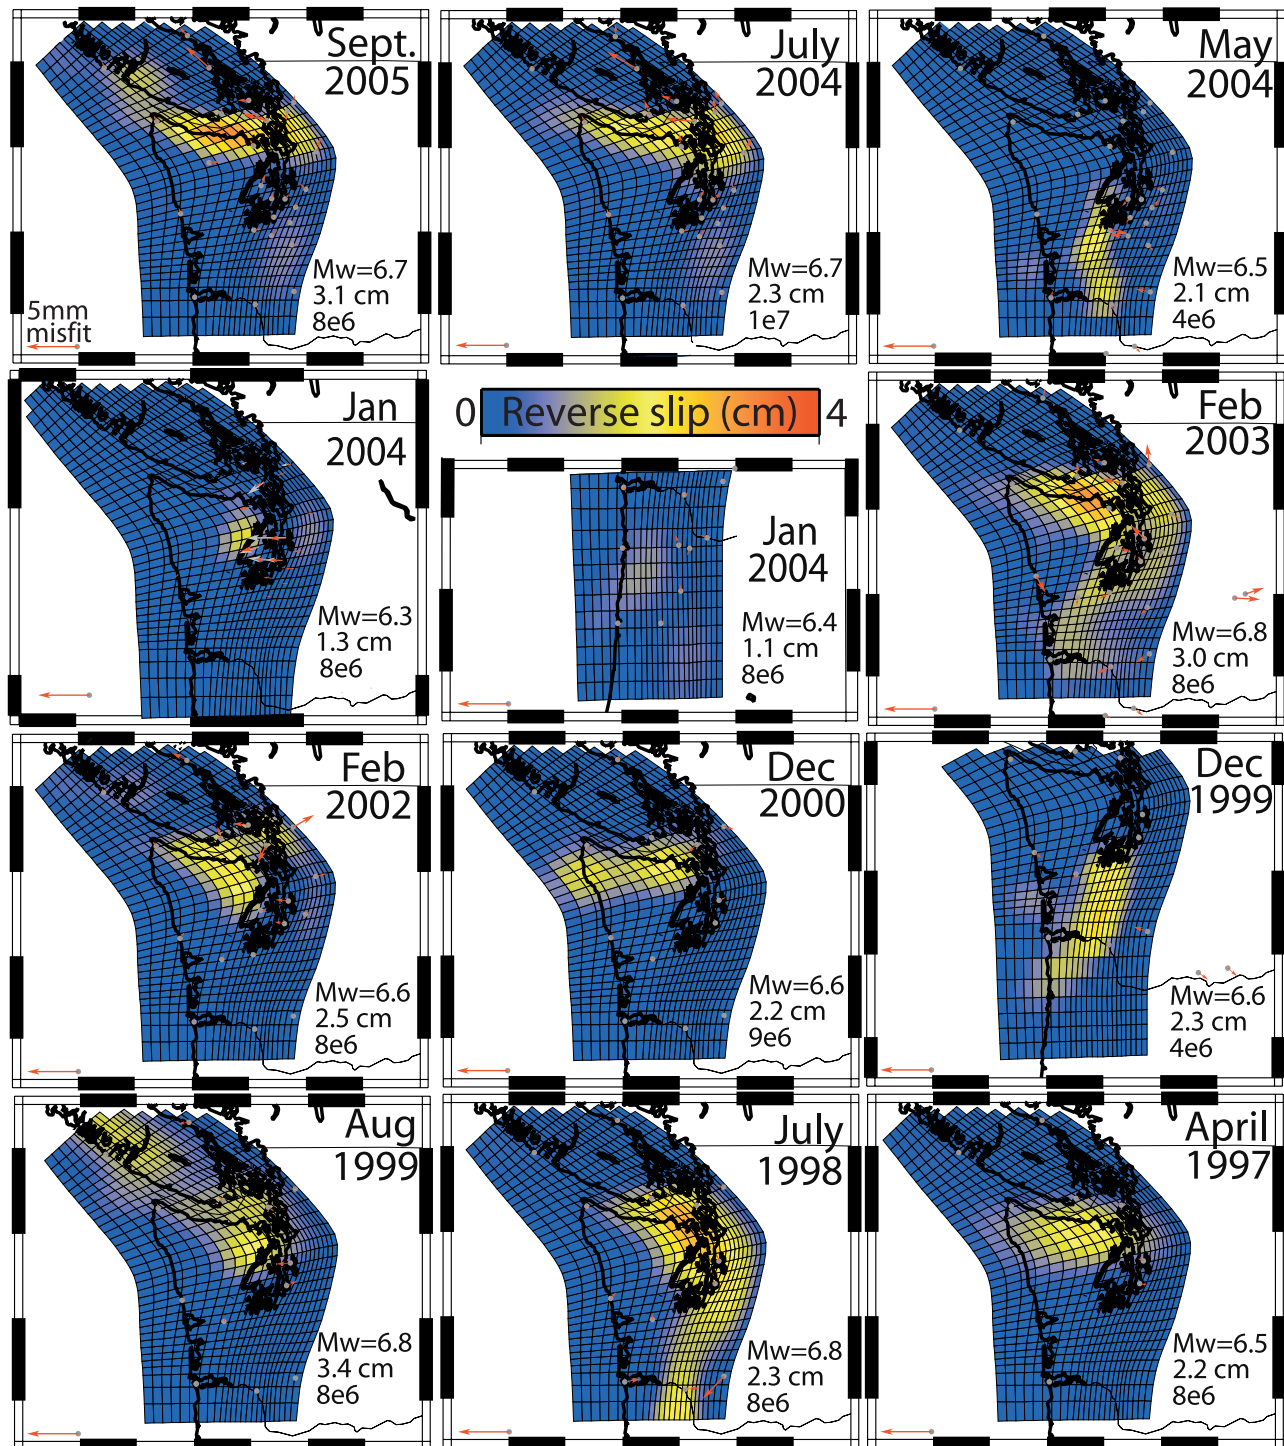 Sept.
2005
Mw=6.7
3.1 cm
8e6
5mm
misfit
July
2004
Mw=6.7
2.3 cm
1e7
May
2004
Mw=6.5
2.1 cm
4e6
Jan
2004
Mw=6.3
1.3 cm
8e6
0 Reverse slip (cm) 4
Jan
2004
Mw=6.4
1.1 cm
8e6
Feb
2003
Mw=6.8
3.0 cm
8e6
Feb
2002
Mw=6.6
2.5 cm
8e6
Dec
2000
Mw=6.6
2.2 cm
9e6
Dec
1999
Mw=6.6
2.3 cm
4e6
Aug
1999
Mw=6.8
3.4 cm
8e6
July
1998
Mw=6.8
2.3 cm
8e6
April
1997
Mw=6.5
2.2 cm
8e6